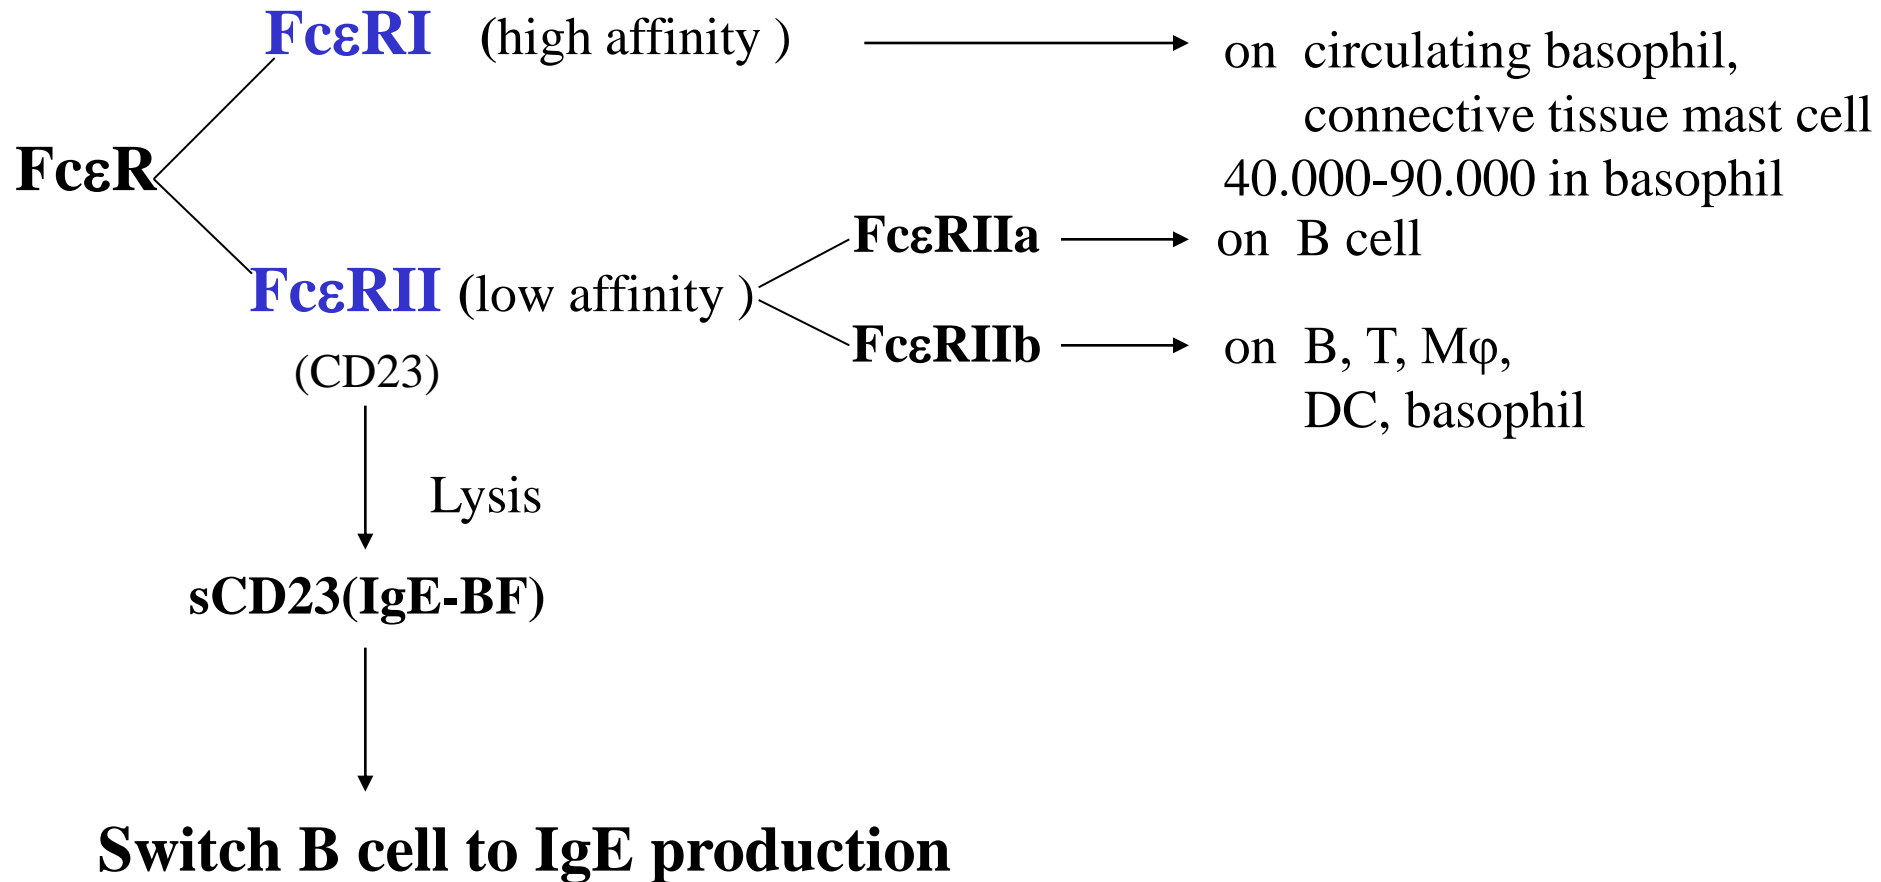 FcεRI (high affinity )
on circulating basophil,
connective tissue mast cell
40.000-90.000 in basophil
FcεR
FcεRIIa
on B cell
FcεRII (low affinity )
FcεRIIb
on B, T, Mφ,
DC, basophil
(CD23)
Lysis
sCD23(IgE-BF)
Switch B cell to IgE production